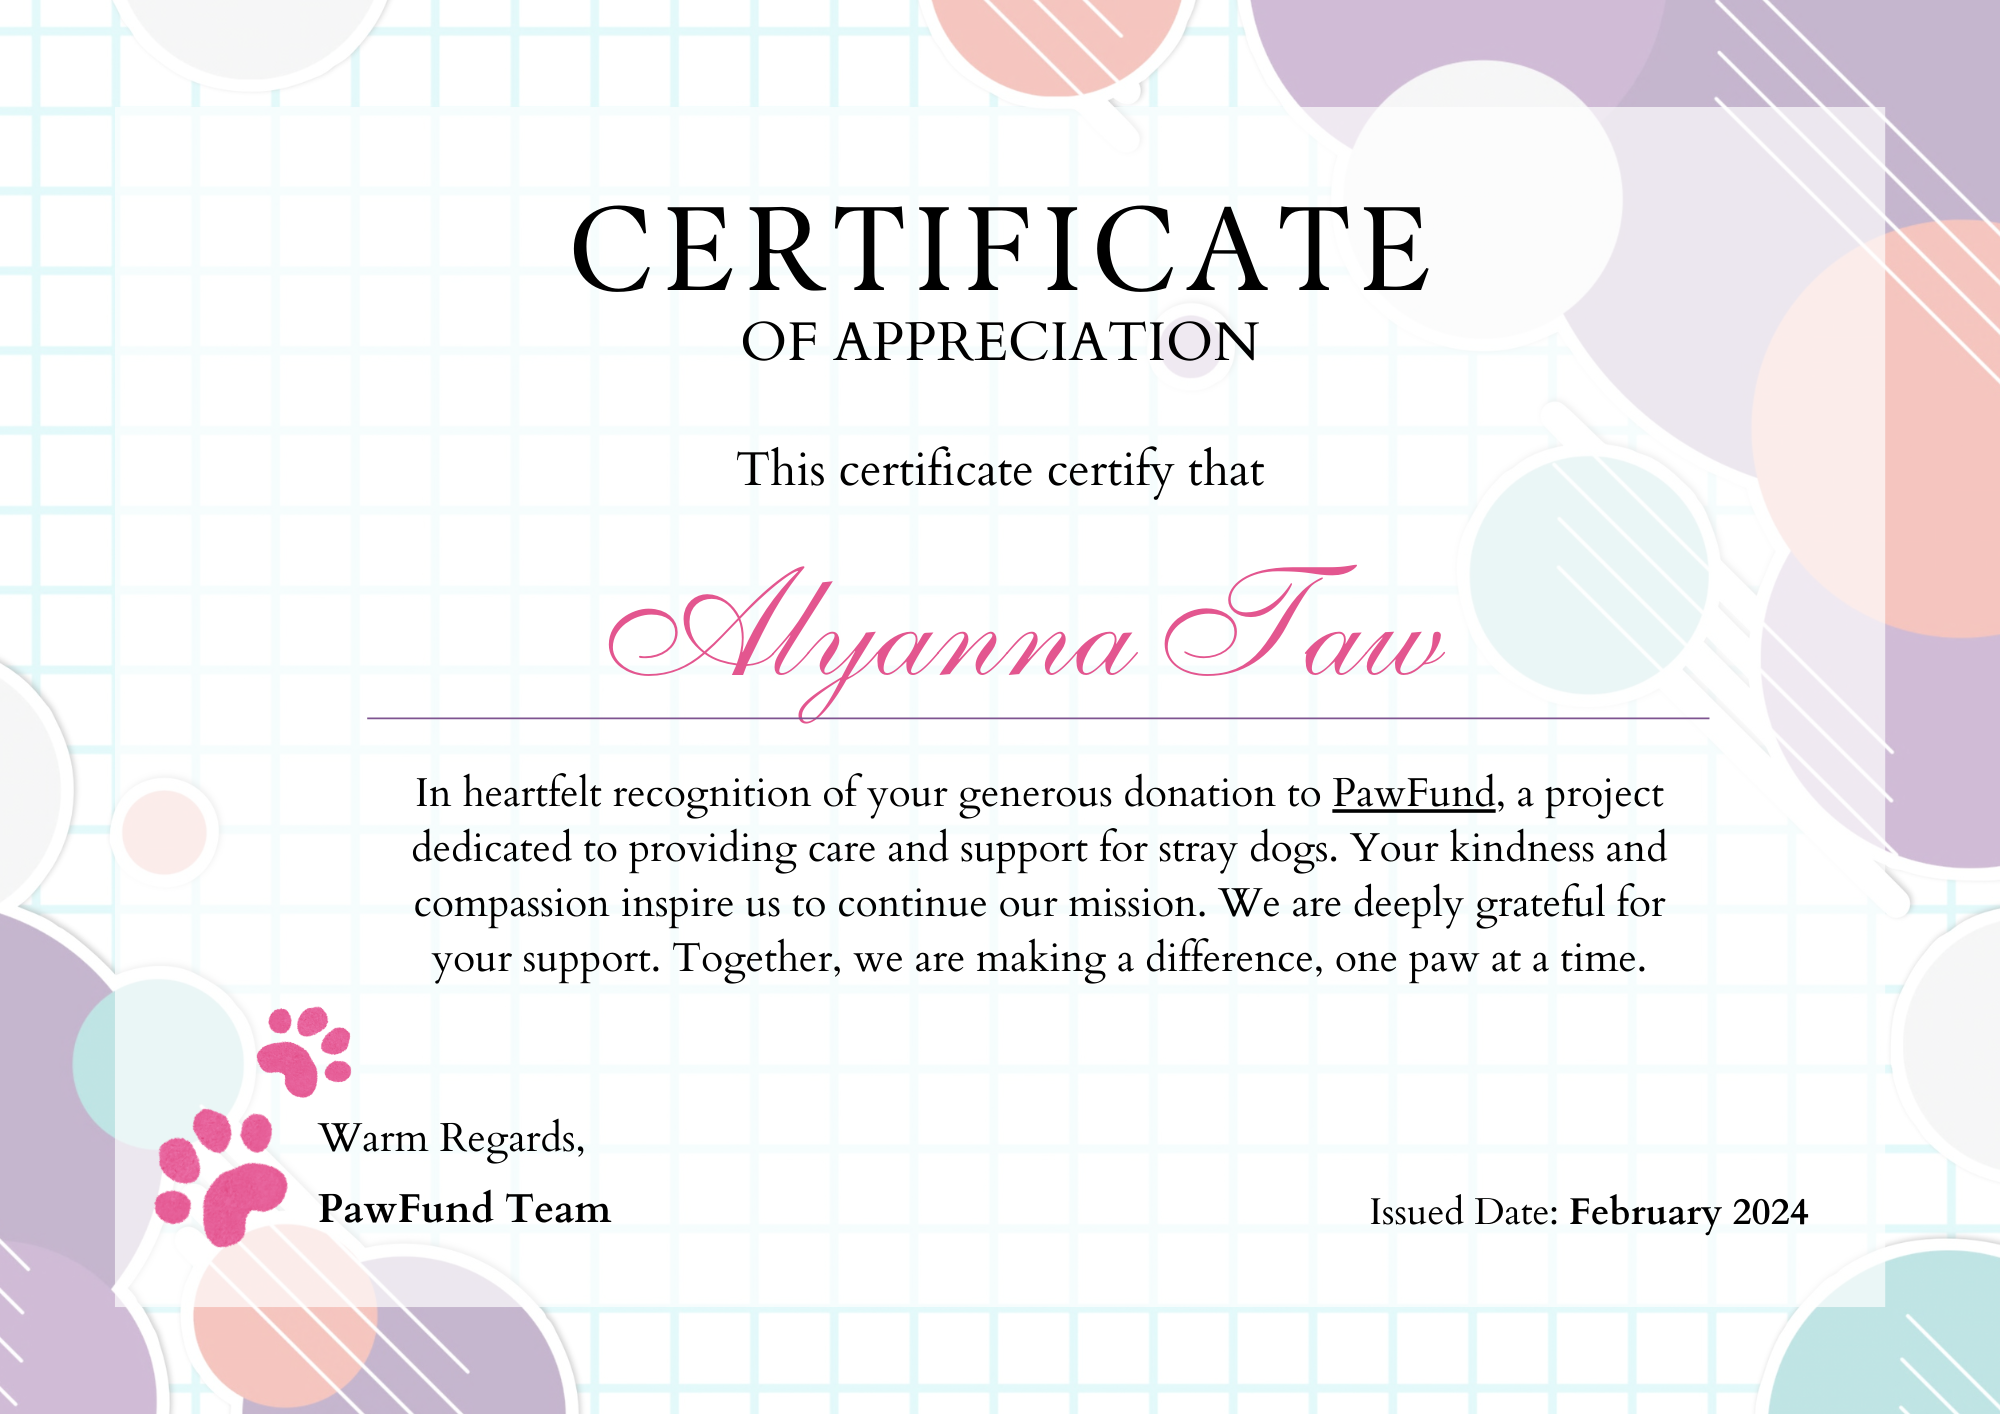 CERTIFICATE
OF APPRECIATION
This certificate certify that
Alyanna Taw
In heartfelt recognition of your generous donation to PawFund, a project
dedicated to providing care and support for stray dogs. Your kindness and
compassion inspire us to continue our mission. We are deeply grateful for
your support. Together, we are making a difference, one paw at a time.
Warm Regards,
PawFund Team
Issued Date: February 2024